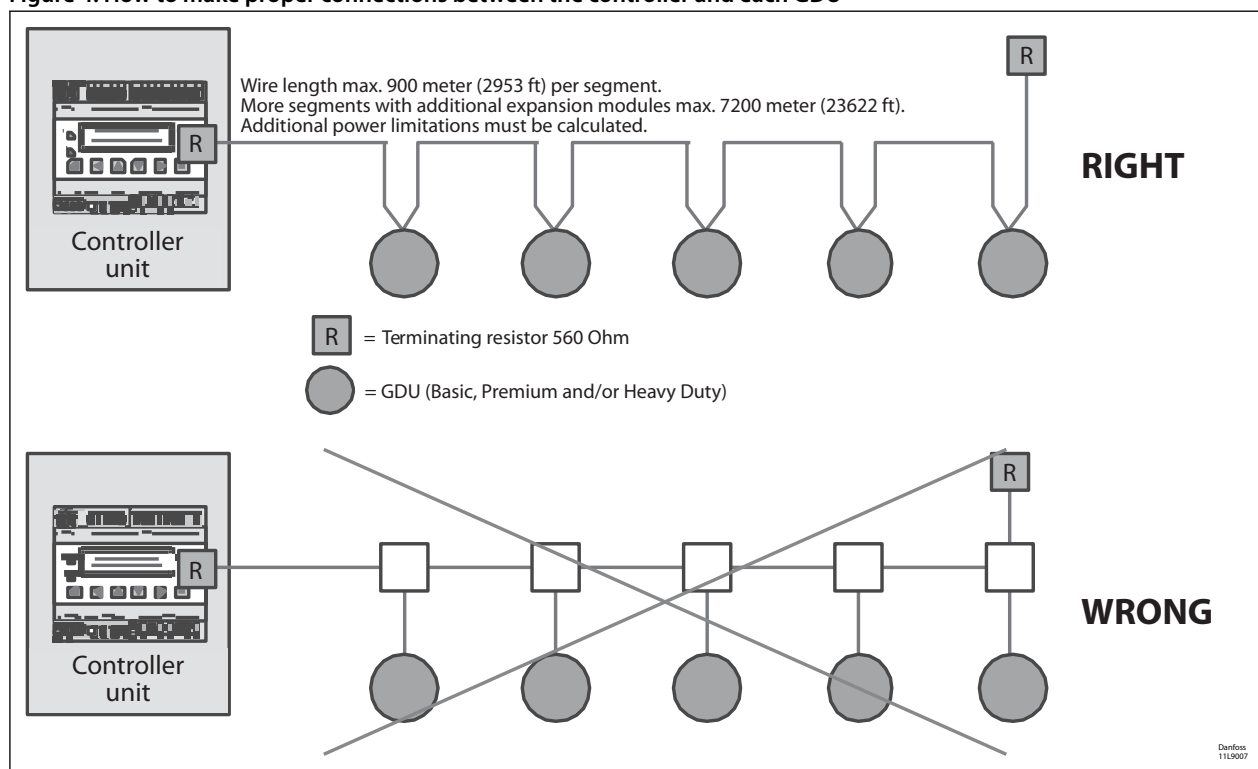 Figure 4: How to make proper connections between the controller and each GDU
Wire length max. 900 meter (2953 ft) per segment.
More segments with additional expansion modules max. 7200 meter (23622 ft).
Additional power limitations must be calculated.
R
R
RIGHT
Controller
unit
R
= Terminating resistor 560 Ohm
= GDU (Basic, Premium and/or Heavy Duty)
R
R
WRONG
Controller
unit
Danfoss
11L9007